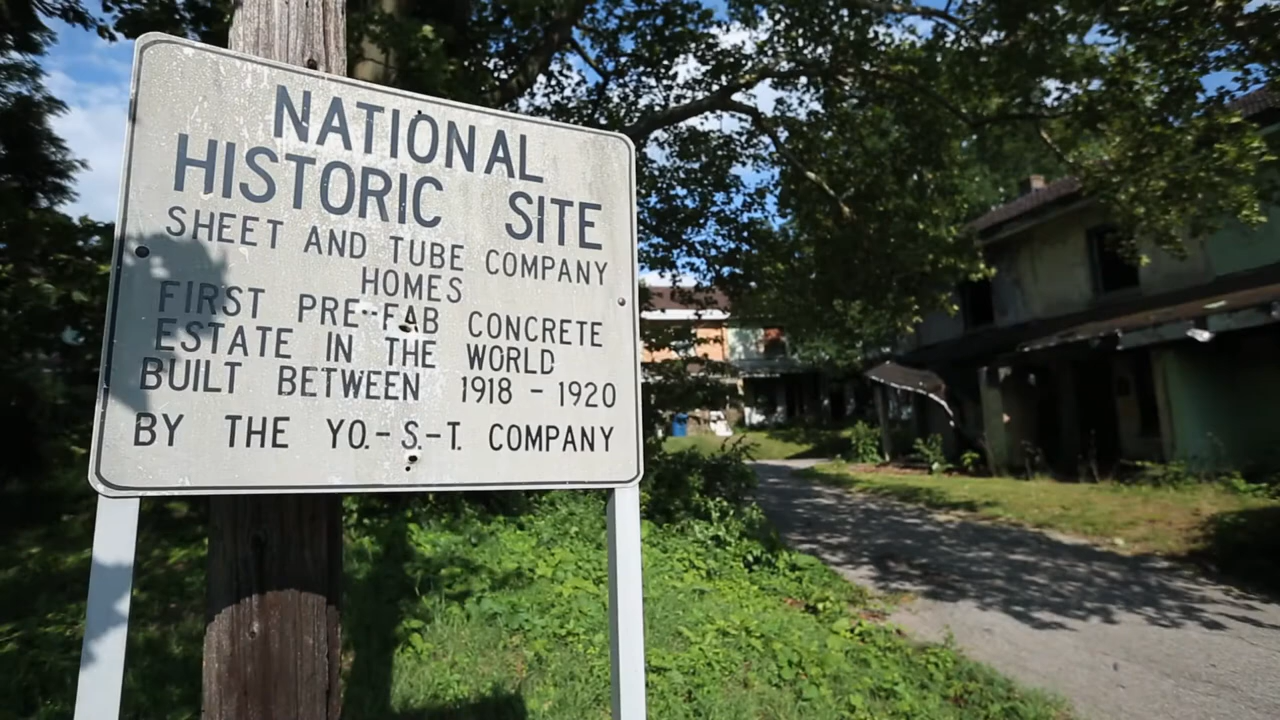 NATIONAL
HISTORIC SITE
SHEET AND TUBE COMPANY
HOMES
FIRST PRE-FAB CONCRETE
ESTATE IN THE WORLD
BUILT BETWEEN 1918 - 1920
BY THE YO.-S.-T. COMPANY